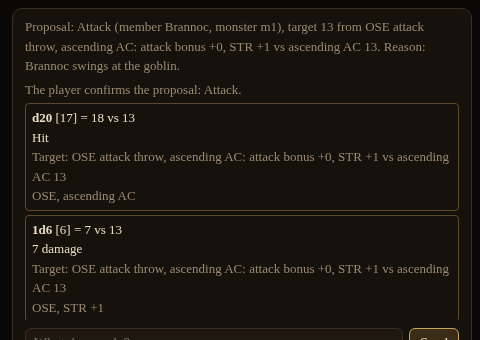 Proposal: Attack (member Brannoc, monster m1), target 13 from OSE attack
throw, ascending AC: attack bonus +0, STR +1 vs ascending AC 13. Reason:
Brannoc swings at the goblin.
The player confirms the proposal: Attack.
d20 [17] = 18 vs 13
Hit
Target: OSE attack throw, ascending AC: attack bonus +0, STR +1 vs ascending
AC 13
OSE, ascending AC
1d6 [6] = 7 vs 13
7 damage
Target: OSE attack throw, ascending AC: attack bonus +0, STR +1 vs ascending
AC 13
OSE, STR +1